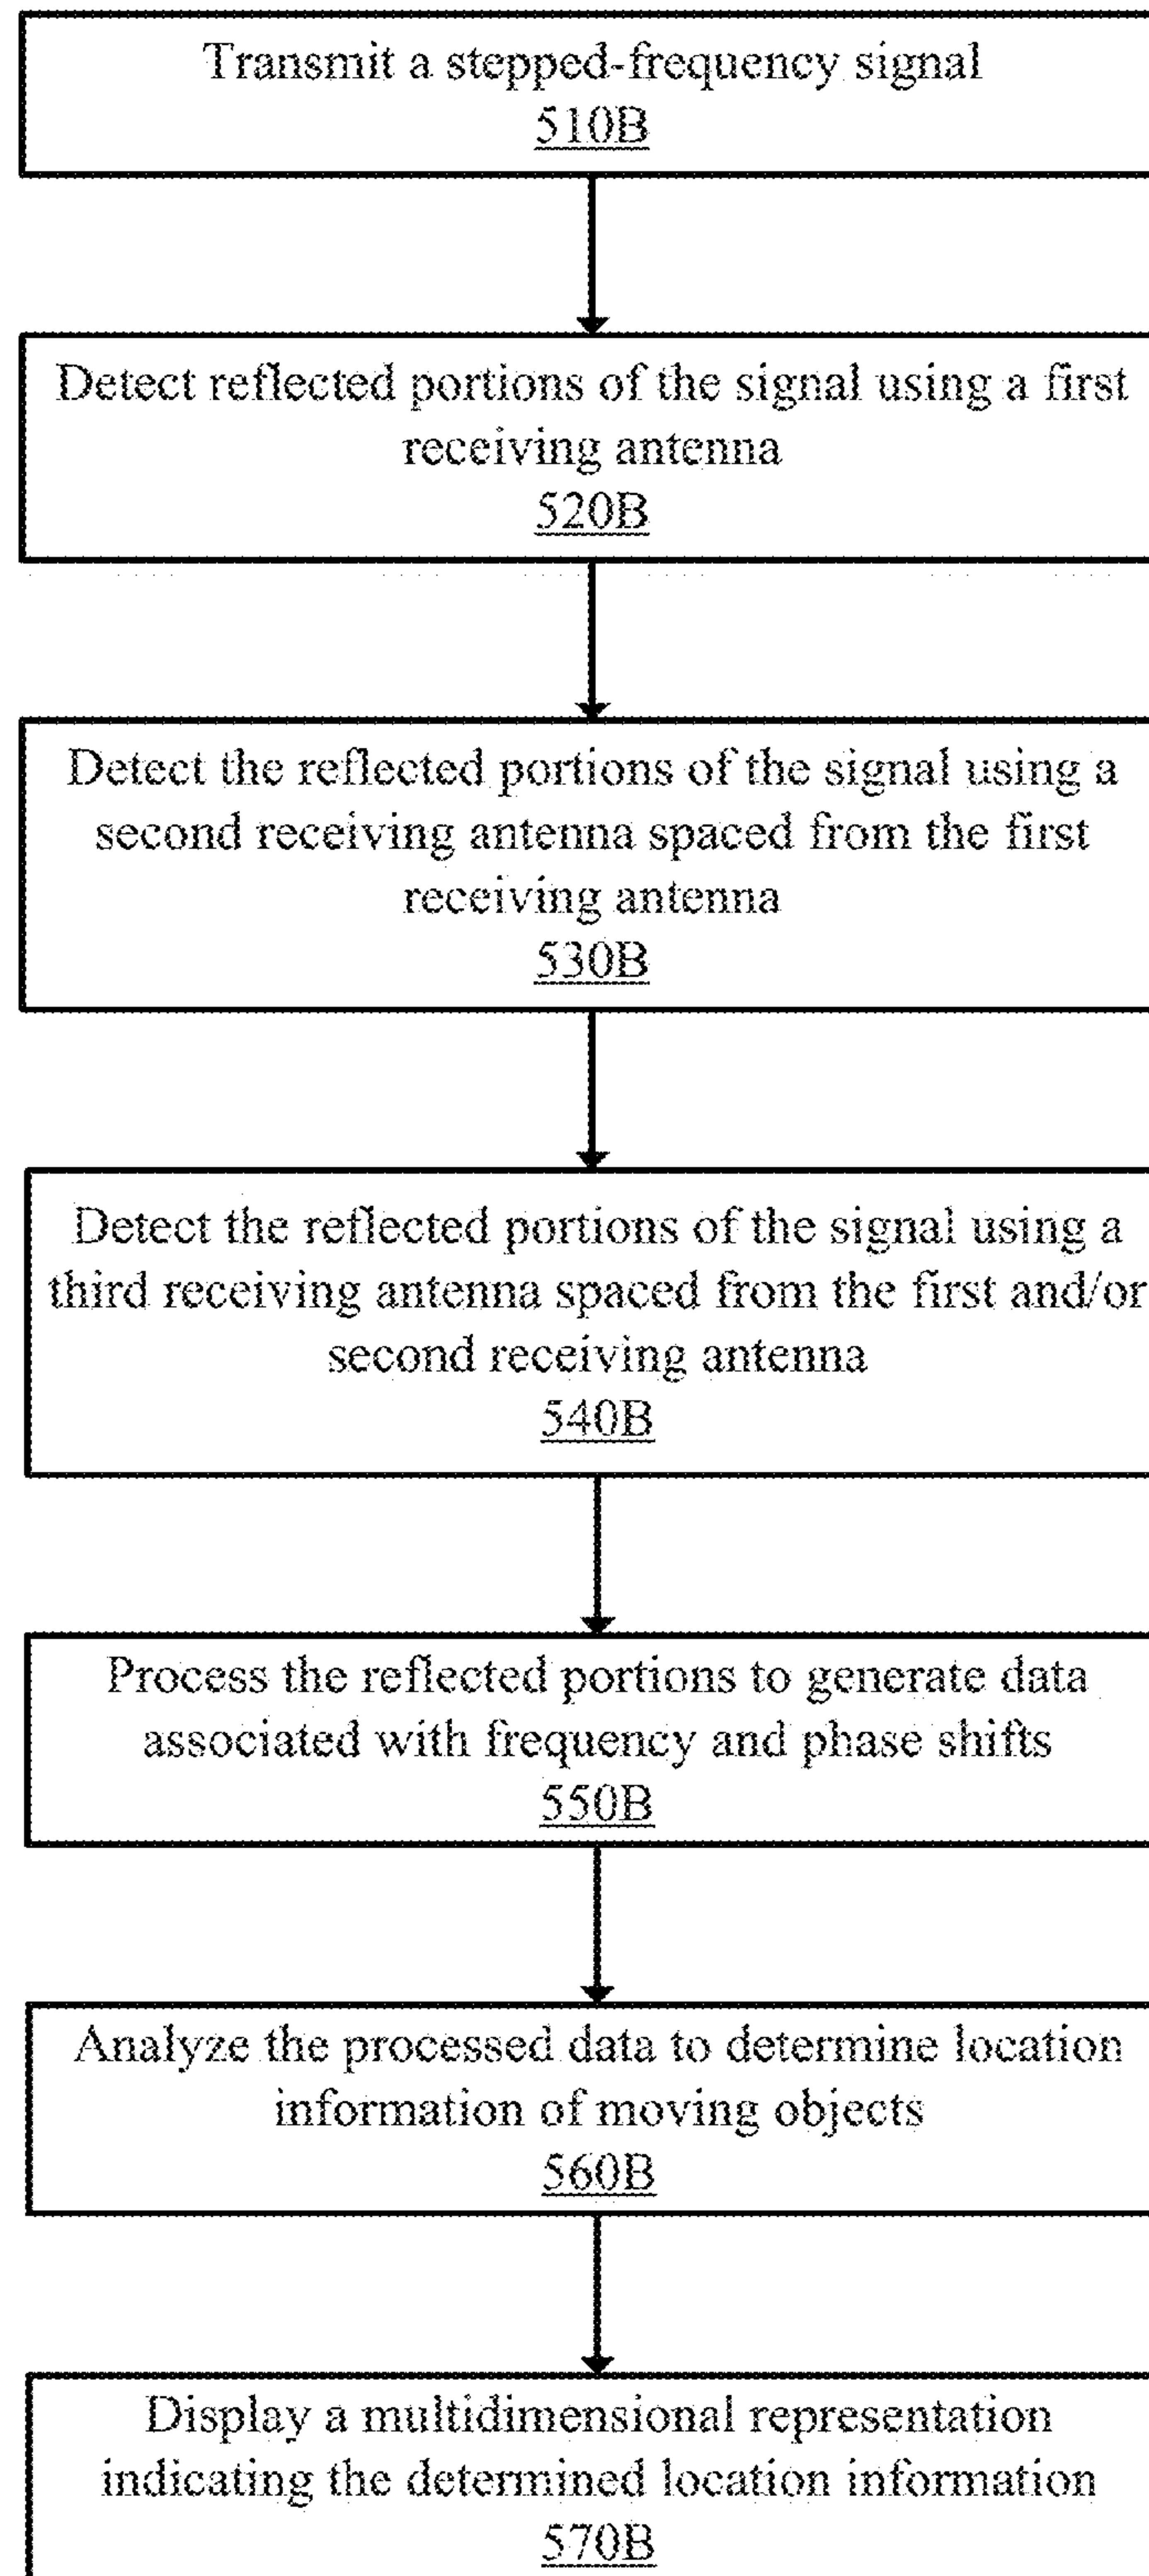 Transmit a stepped-frequency signal
510B
Detect reflected portions of the signal using a first
receiving antenna
520B
Detect the reflected portions of the signal using a
second receiving antenna spaced from the first
receiving antenna
530B
Detect the reflected portions of the signal using a
third receiving antenna spaced from the first and/or
second receiving antenna
540B
Process the reflected portions to generate data
associated with frequency and phase shifts
550B
Analyze the processed data to determine location
information of moving objects
560B
Display a multidimensional representation
indicating the determined location information
570B